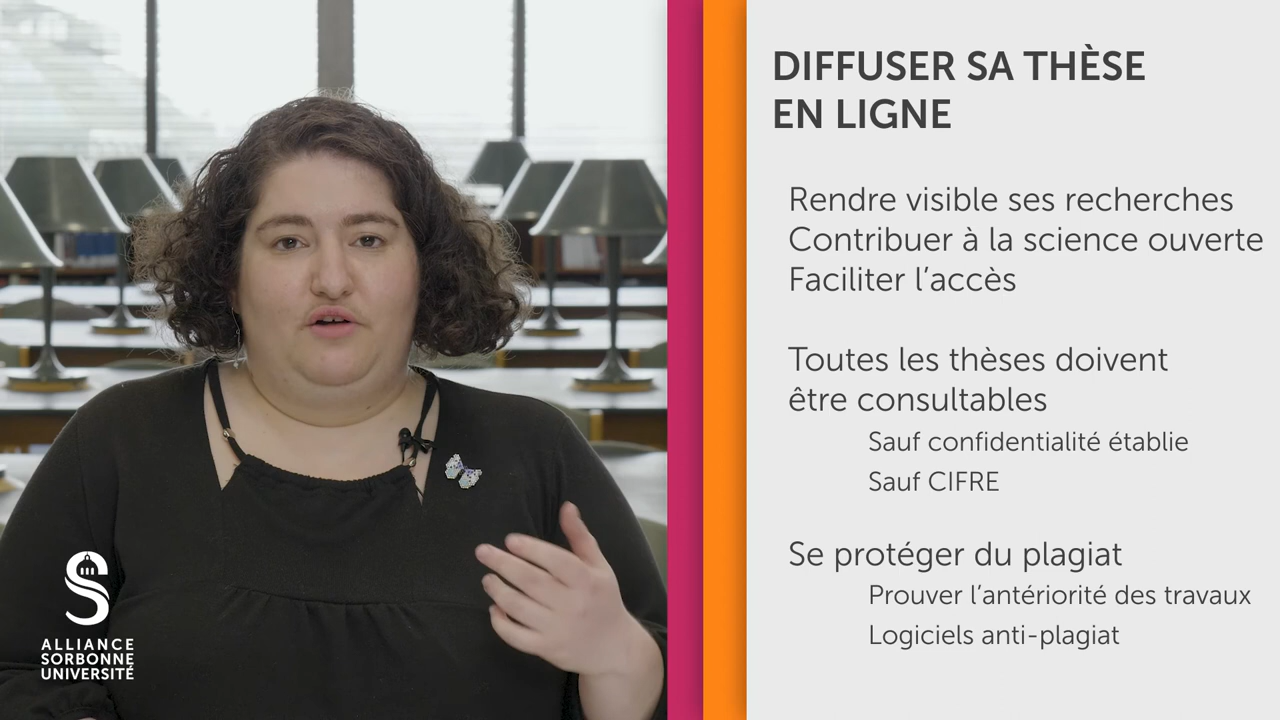 DIFFUSER SA THÈSE
EN LIGNE
Rendre visible ses recherches
Contribuer à la science ouverte
Faciliter l’accès
Toutes les thèses doivent
être consultables
Sauf confidentialité établie
Sauf CIFRE
Se protéger du plagiat
Prouver l’antériorité des travaux
Logiciels anti-plagiat
ALLIANCE
SORBONNE
UNIVERSITÉ